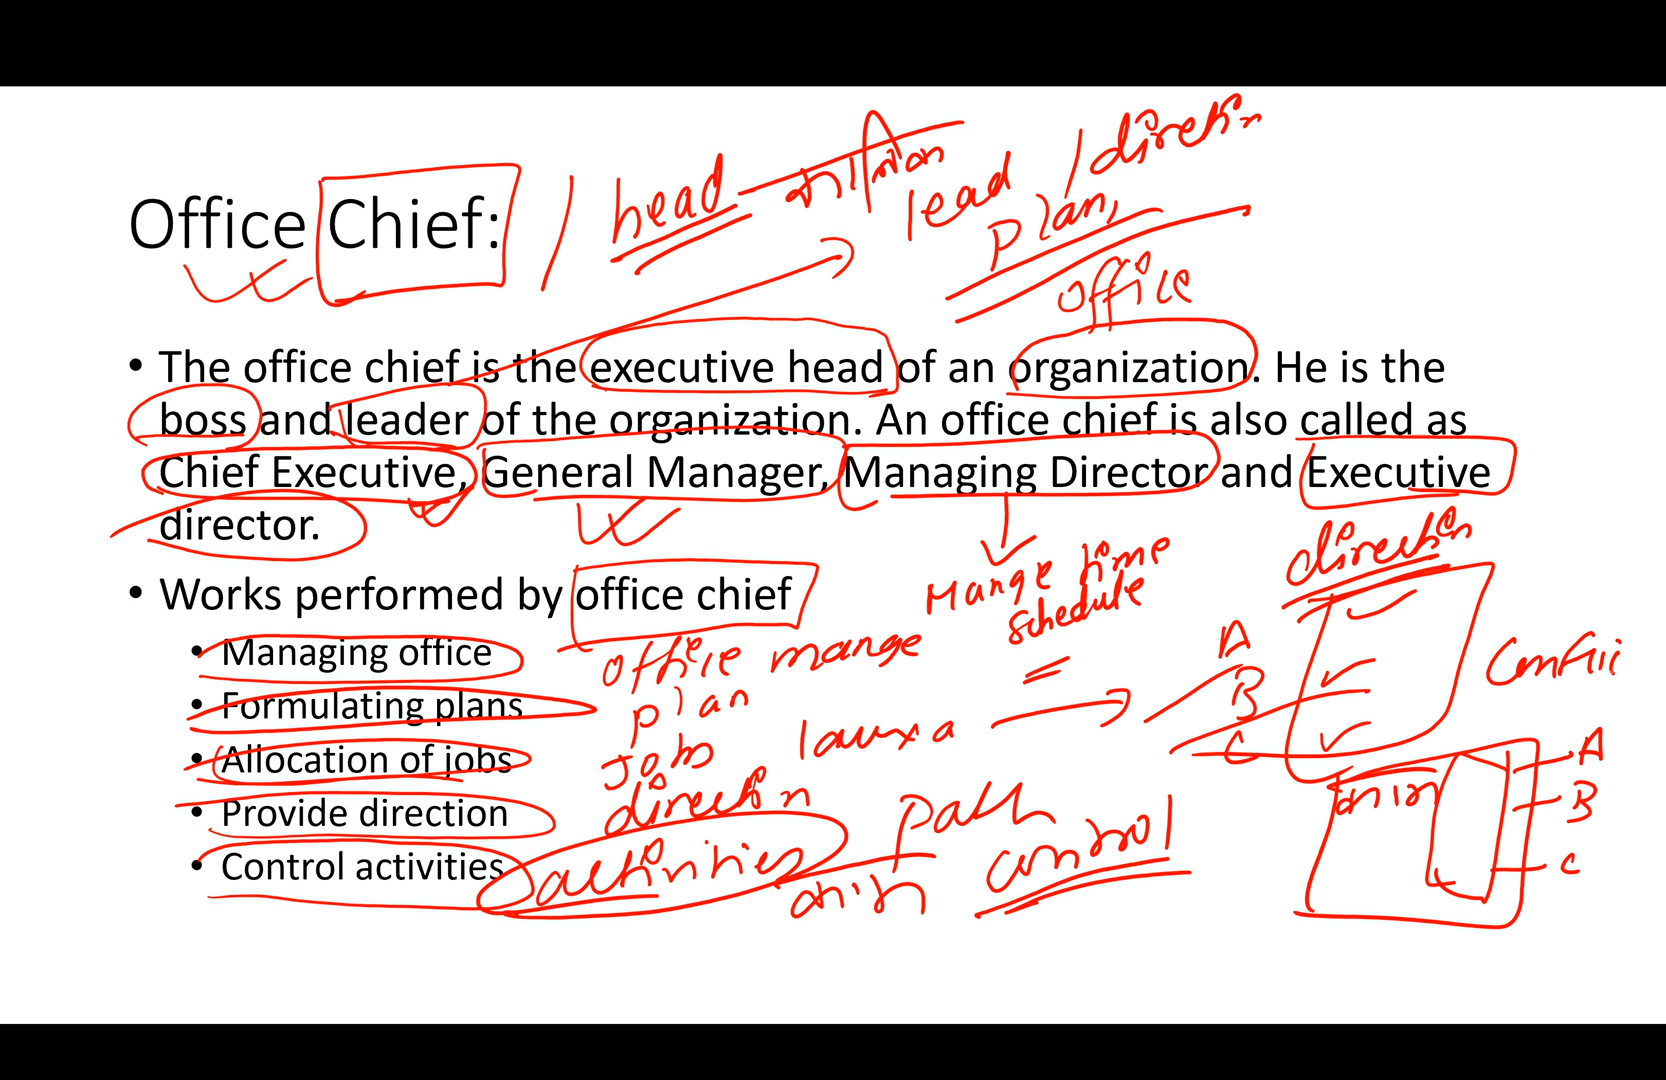 Office Chief: / head
lead / direction
plan,
office
• The office chief is the executive head of an organization. He is the
boss and leader of the organization. An office chief is also called as
Chief Executive, General Manager, Managing Director and Executive
director.
direction
Mange time
schedule
• Works performed by office chief
• Managing office
office mange
• Formulating plans
plan
• Allocation of jobs
Jobs
• Provide direction
direction
path
• Control activities
activities
control
A
B
C
A
B
C